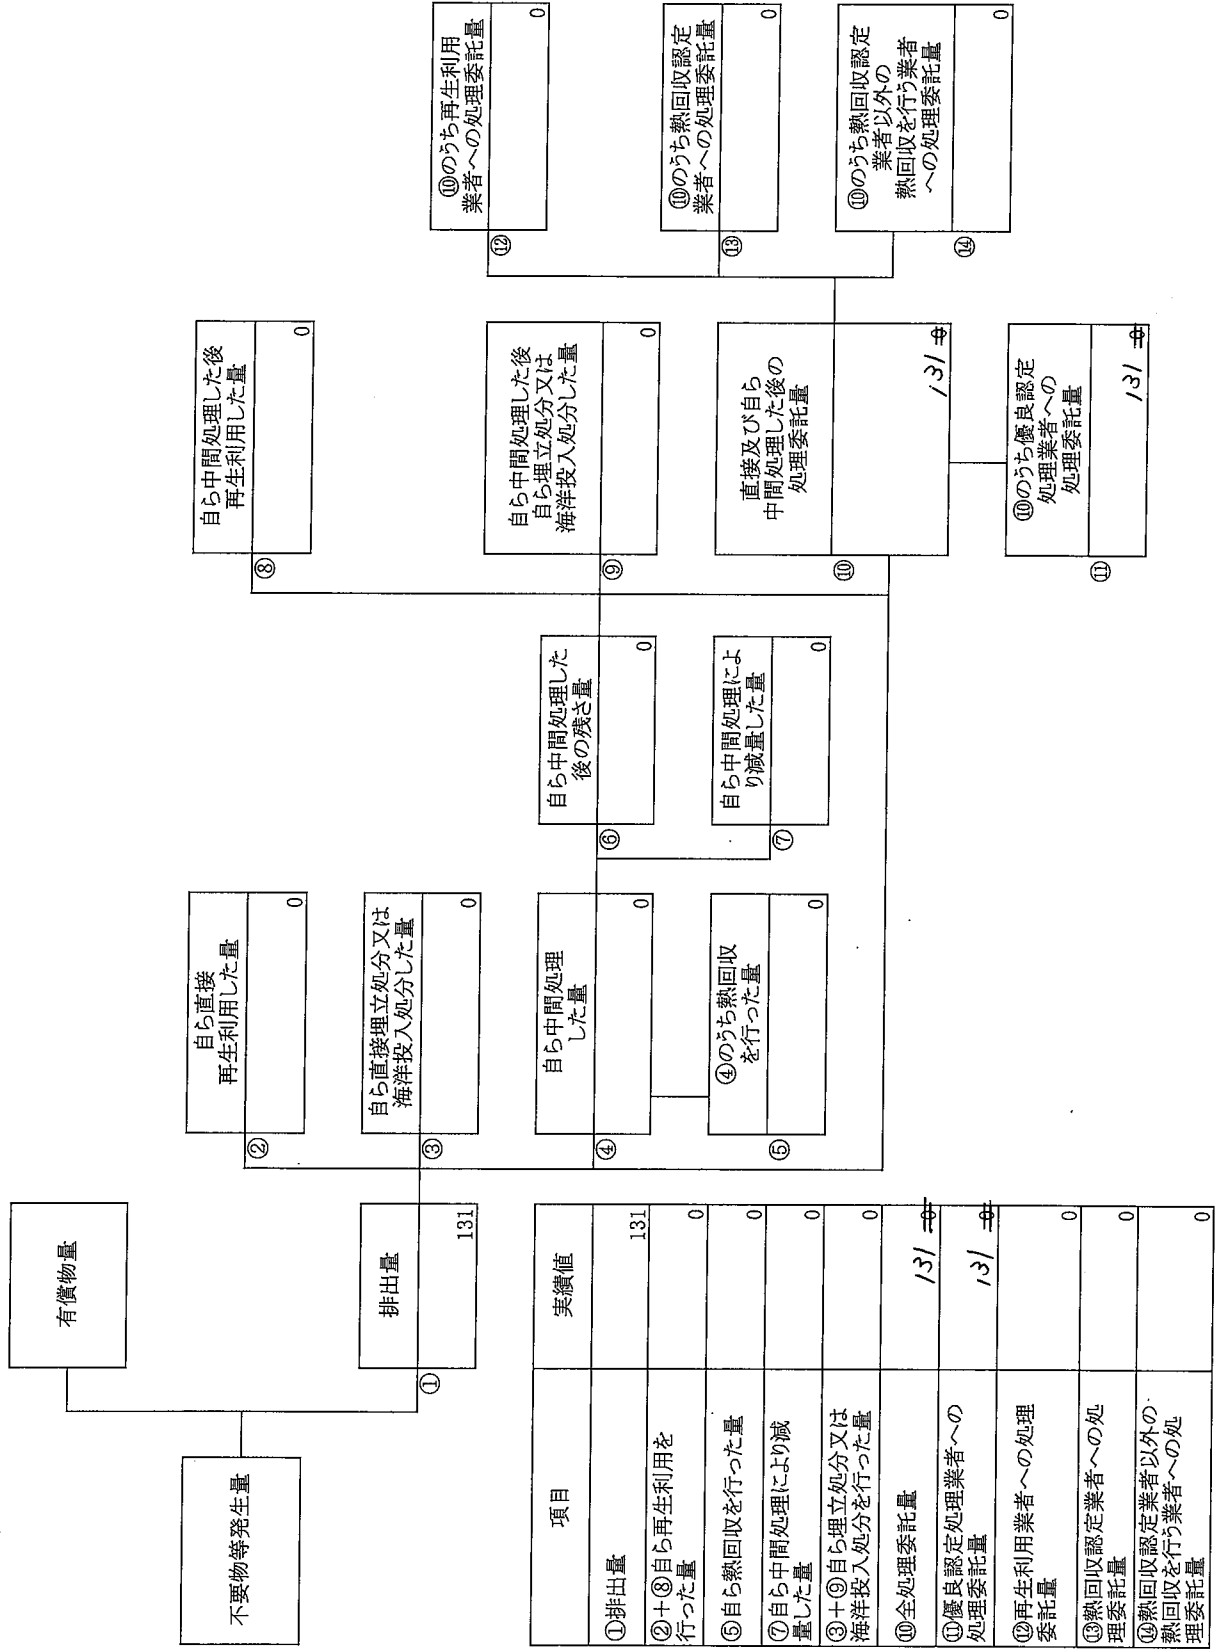 有償物量
不要物等発生量
①
排出量
131
②
自ら直接
再生利用した量
0
③
自ら直接埋立処分又は
海洋投入処分した量
0
④
自ら中間処理
した量
0
⑤
④のうち熱回収
を行った量
0
⑥
自ら中間処理した
後の残さ量
0
⑦
自ら中間処理によ
り減量した量
0
⑧
自ら中間処理した後
再生利用した量
0
⑨
自ら中間処理した後
自ら埋立処分又は
海洋投入処分した量
0
⑩
直接及び自ら
中間処理した後の
処理委託量
131 0
⑪
⑩のうち優良認定
処理業者への
処理委託量
131 0
⑫
⑩のうち再生利用
業者への処理委託量
0
⑬
⑩のうち熱回収認定
業者への処理委託量
0
⑭
⑩のうち熱回収認定
業者以外の
熱回収を行う業者
への処理委託量
0
項目 実績値
①排出量 131
②+⑧自ら再生利用を
行った量 0
⑤自ら熱回収を行った量 0
⑦自ら中間処理により減
量した量 0
③+⑨自ら埋立処分又は
海洋投入処分を行った量 0
⑩全処理委託量 131 0
⑪優良認定処理業者への
処理委託量 131 0
⑫再生利用業者への処理
委託量 0
⑬熱回収認定業者への処
理委託量 0
⑭熱回収認定業者以外の
熱回収を行う業者への処
理委託量 0